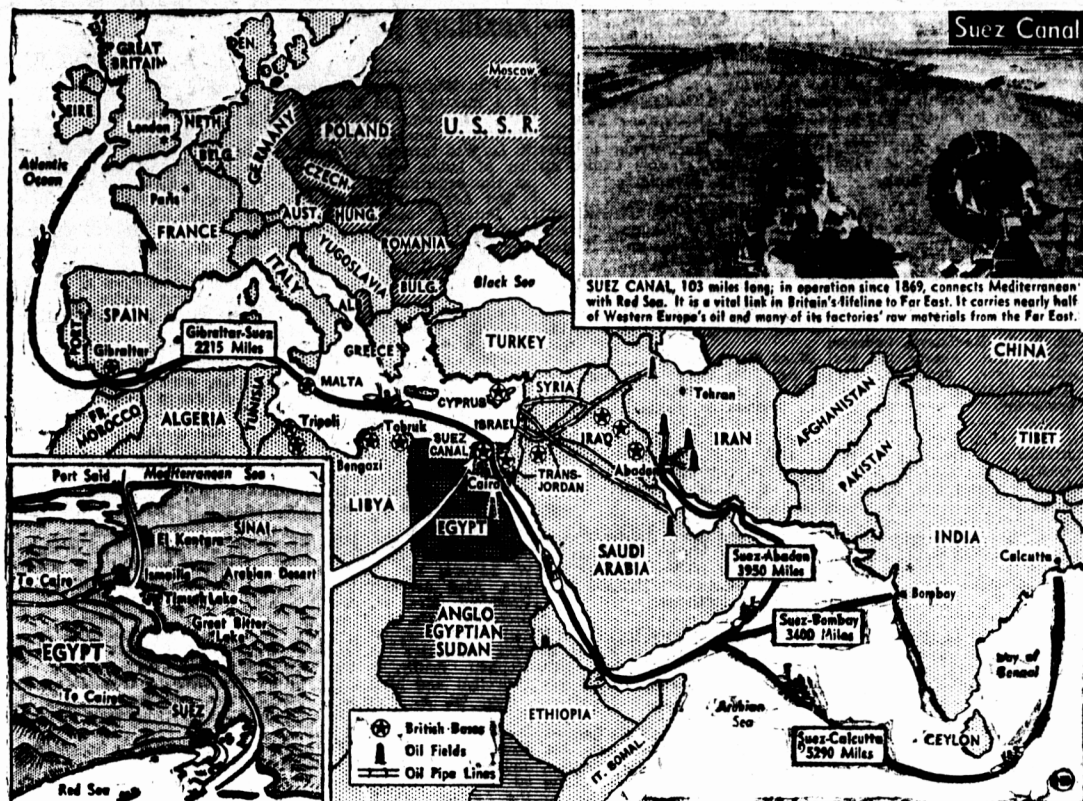 Suez Canal
SUEZ CANAL, 103 miles long, in operation since 1869, connects Mediterranean
with Red Sea. It is a vital link in Britain's lifeline to Far East. It carries nearly half
of Western Europe's oil and many of its factories' raw materials from the Far East.
GREAT
BRITAIN
DEN.
Moscow
U. S. S. R.
EIRE
London
NETH.
BELG.
GERMANY
POLAND
CZECH.
Atlantic
Ocean
Paris
FRANCE
AUST.
HUNG.
ROMANIA
ITALY
YUGOSLAVIA
BULG.
Black Sea
AL.
GREECE
TURKEY
SPAIN
PORT.
Gibraltar
Gibraltar-Suez
2215 Miles
MALTA
CYPRUS
SYRIA
ISRAEL
IRAQ
Tehran
IRAN
AFGHANISTAN
PAKISTAN
CHINA
TIBET
FR.
MOROCCO
ALGERIA
TUNISIA
Tripoli
Tobruk
Bengazi
LIBYA
SUEZ
CANAL
Cairo
TRANS-
JORDAN
Abadan
EGYPT
SAUDI
ARABIA
INDIA
Calcutta
Bombay
Suez-Abadan
3950 Miles
Suez-Bombay
3400 Miles
Bay of
Bengal
ANGLO
EGYPTIAN
SUDAN
ETHIOPIA
IT. SOMAL.
Arabian
Sea
Suez-Calcutta
5290 Miles
CEYLON
British Bases
Oil Fields
Oil Pipe Lines
Port Said
Mediterranean Sea
SINAI
El Kantara
To Cairo
Ismailia
Arabian Desert
Timsah Lake
Great Bitter
Lake
EGYPT
To Cairo
SUEZ
Red Sea